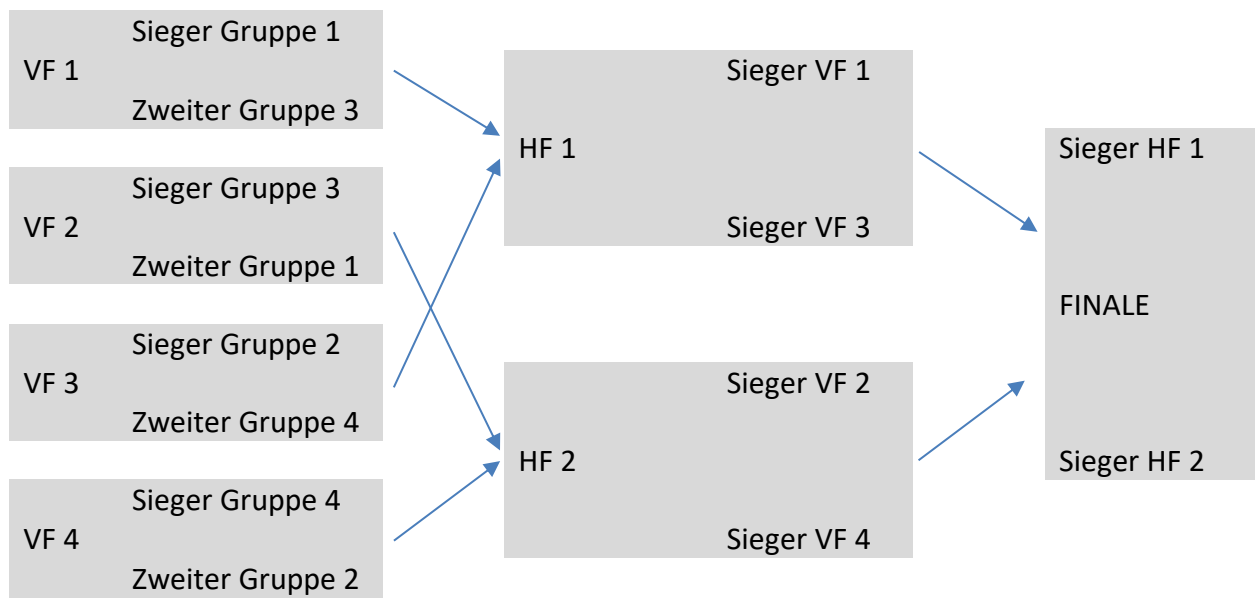 Sieger Gruppe 1
VF 1
Zweiter Gruppe 3
Sieger Gruppe 3
VF 2
Zweiter Gruppe 1
Sieger Gruppe 2
VF 3
Zweiter Gruppe 4
Sieger Gruppe 4
VF 4
Zweiter Gruppe 2
Sieger VF 1
HF 1
Sieger VF 3
Sieger VF 2
HF 2
Sieger VF 4
Sieger HF 1
FINALE
Sieger HF 2